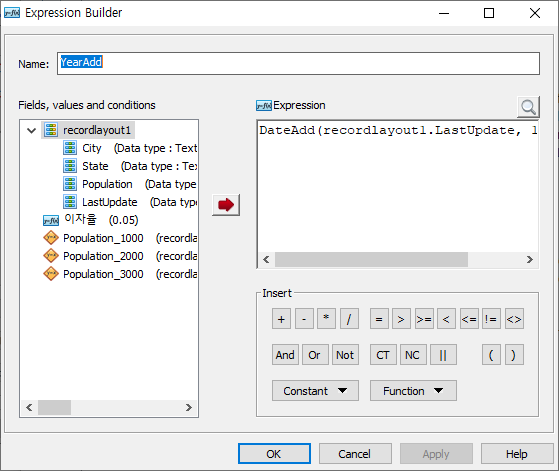 Expression Builder
Name: YearAdd
Fields, values and conditions
recordlayout1
City (Data type : Text
State (Data type : Text
Population (Data type
LastUpdate (Data type
이자율 (0.05)
Population_1000 (recordla
Population_2000 (recordla
Population_3000 (recordla
Expression
DateAdd(recordlayout1.LastUpdate, 1
Insert
+ - * / = > >= < <= != <>
And Or Not CT NC || ( )
Constant Function
OK Cancel Apply Help